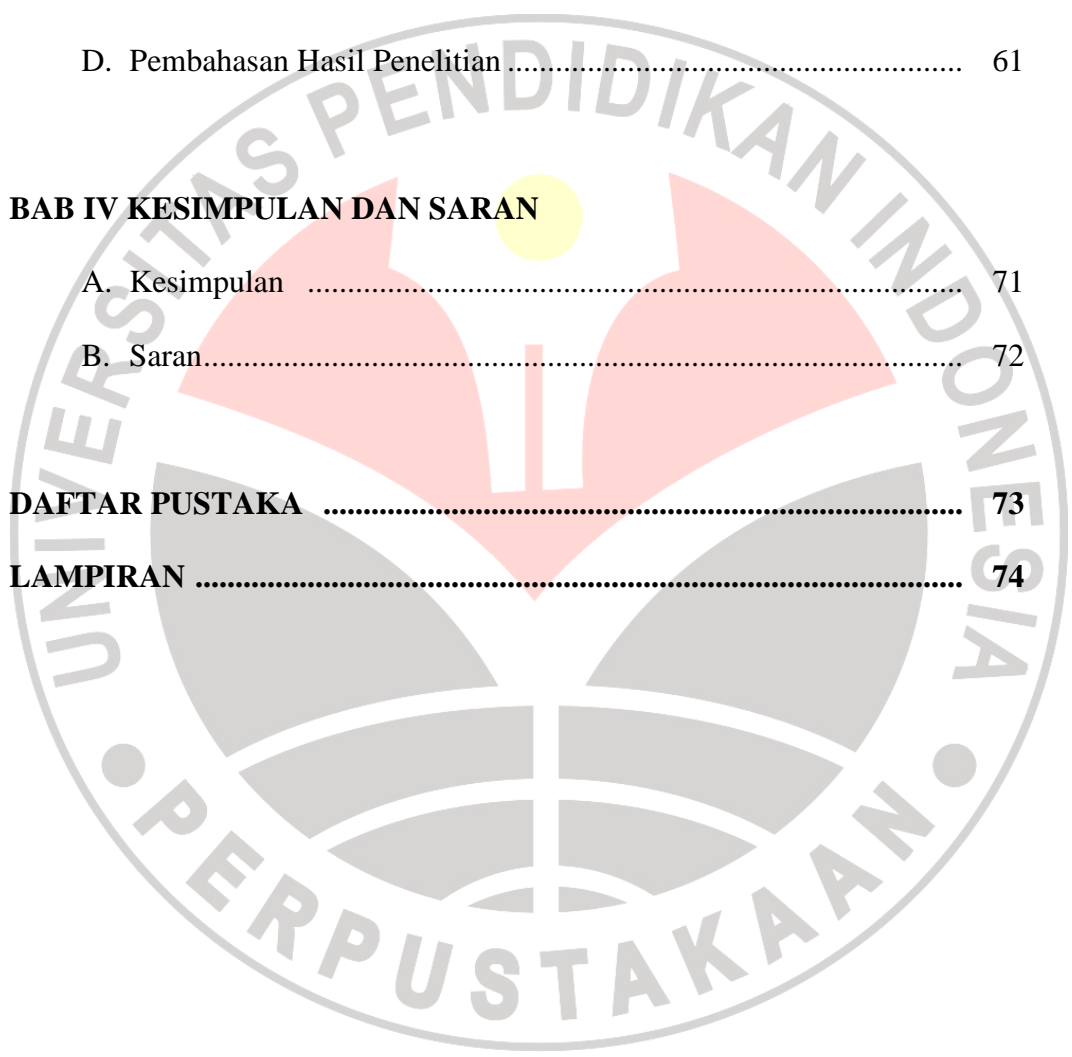 D. Pembahasan Hasil Penelitian ........................................................ 61
BAB IV KESIMPULAN DAN SARAN
A. Kesimpulan ................................................................................. 71
B. Saran.............................................................................................. 72
DAFTAR PUSTAKA ............................................................................... 73
LAMPIRAN ............................................................................................... 74
UNIVERSITAS PENDIDIKAN INDONESIA
PERPUSTAKAAN